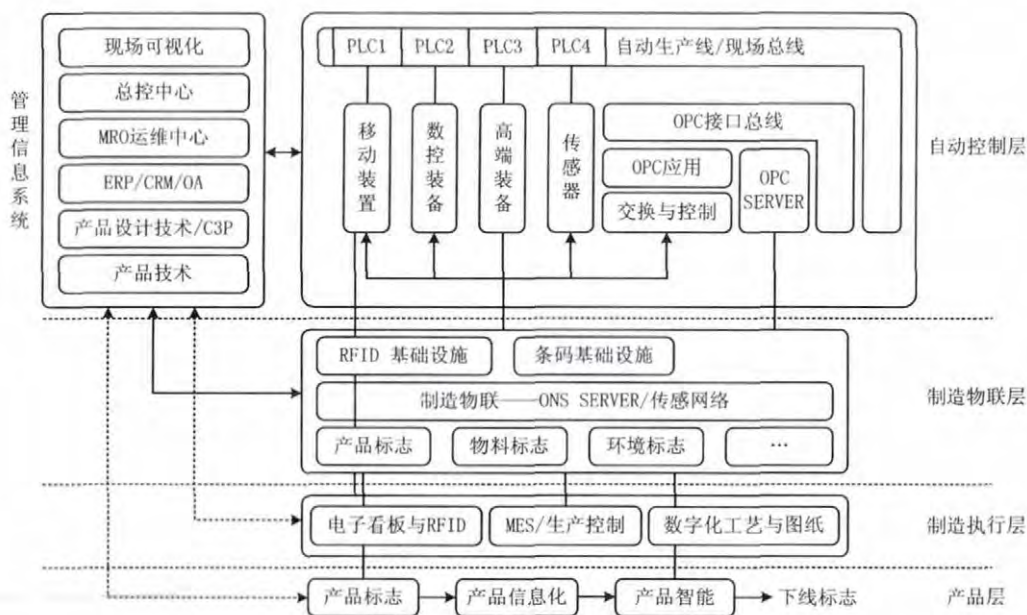 管理信息系统
现场可视化
总控中心
MRO运维中心
ERP/CRM/OA
产品设计技术/C3P
产品技术
PLC1
PLC2
PLC3
PLC4
自动生产线/现场总线
移动装置
数控装备
高端装备
传感器
OPC接口总线
OPC应用
交换与控制
OPC
SERVER
自动控制层
RFID 基础设施
条码基础设施
制造物联——ONS SERVER/传感网络
产品标志
物料标志
环境标志
…
制造物联层
电子看板与RFID
MES/生产控制
数字化工艺与图纸
制造执行层
产品标志
产品信息化
产品智能
下线标志
产品层